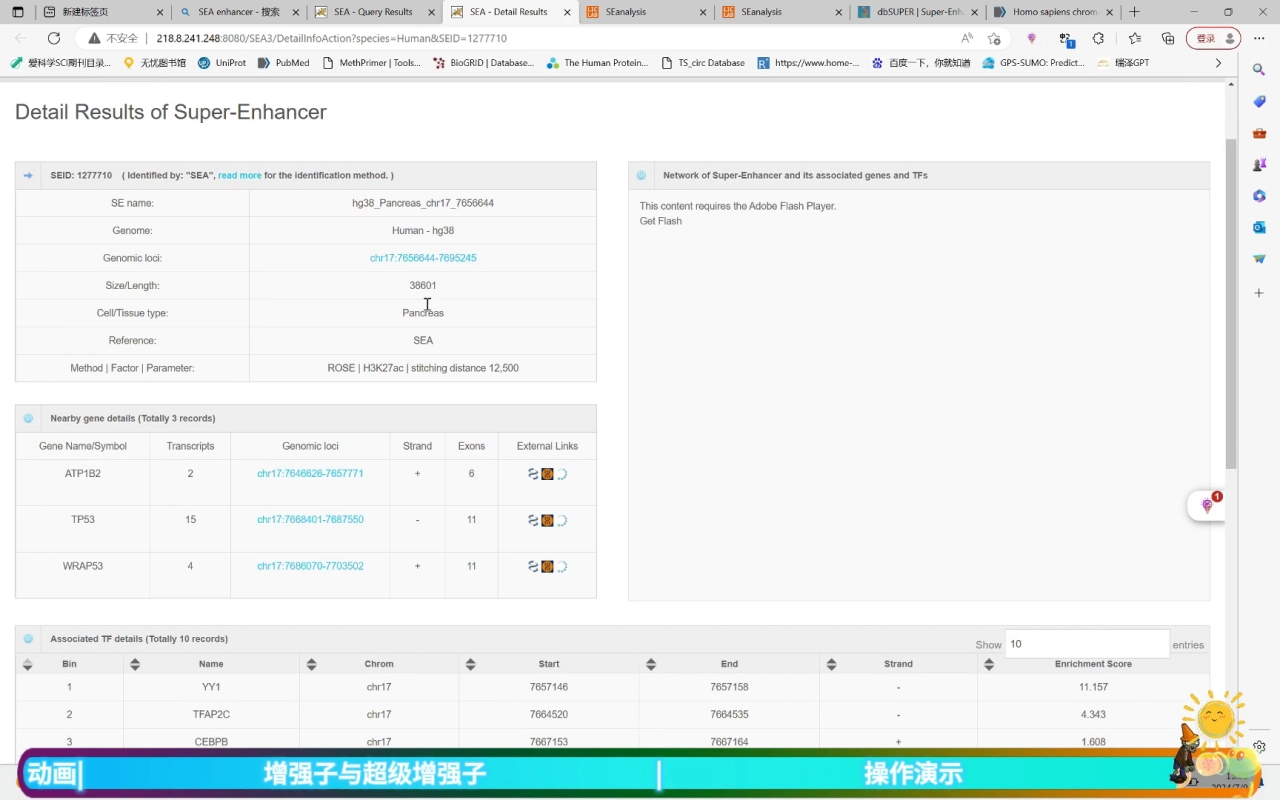 新建标签页
SEA enhancer - 搜索
SEA - Query Results
SEA - Detail Results
SEanalysis
SEanalysis
dbSUPER | Super-Enh
Homo sapiens chrom
不安全
218.8.241.248:8080/SEA3/DetailInfoAction?species=Human&SEID=1277710
登录
爱科学SCI期刊目录...
无忧图书馆
UniProt
PubMed
MethPrimer | Tools...
BioGRID | Database...
The Human Protein...
TS_circ Database
https://www.home-...
百度一下，你就知道
GPS-SUMO: Predict...
瑞泽GPT
Detail Results of Super-Enhancer
SEID: 1277710 ( Identified by: "SEA", read more for the identification method. )
SE name: hg38_Pancreas_chr17_7656644
Genome: Human - hg38
Genomic loci: chr17:7656644-7695245
Size/Length: 38601
Cell/Tissue type: Pancreas
Reference: SEA
Method | Factor | Parameter: ROSE | H3K27ac | stitching distance 12,500
Network of Super-Enhancer and its associated genes and TFs
This content requires the Adobe Flash Player.
Get Flash
Nearby gene details (Totally 3 records)
Gene Name/Symbol Transcripts Genomic loci Strand Exons External Links
ATP1B2 2 chr17:7646626-7657771 + 6
TP53 15 chr17:7668401-7687550 - 11
WRAP53 4 chr17:7686070-7703502 + 11
1
Associated TF details (Totally 10 records)
Show 10 entries
Bin Name Chrom Start End Strand Enrichment Score
1 YY1 chr17 7657146 7657158 - 11.157
2 TFAP2C chr17 7664520 7664535 - 4.343
3 CEBPB chr17 7667153 7667164 + 1.608
动画| 增强子与超级增强子 | 操作演示